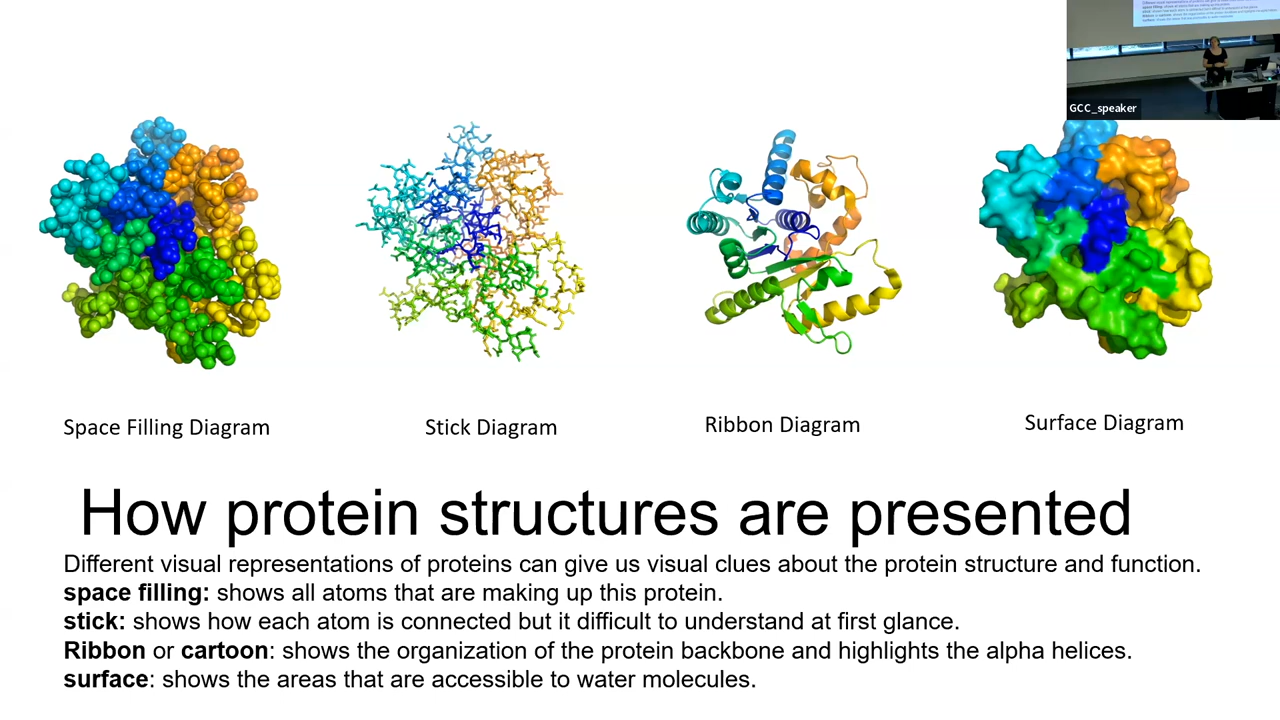 GCC_speaker
Space Filling Diagram
Stick Diagram
Ribbon Diagram
Surface Diagram
How protein structures are presented
Different visual representations of proteins can give us visual clues about the protein structure and function.
space filling: shows all atoms that are making up this protein.
stick: shows how each atom is connected but it difficult to understand at first glance.
Ribbon or cartoon: shows the organization of the protein backbone and highlights the alpha helices.
surface: shows the areas that are accessible to water molecules.